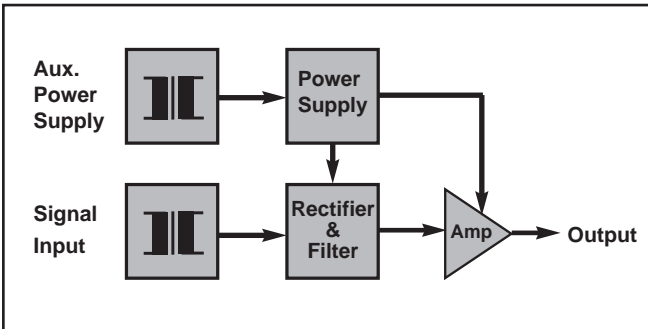 Aux.
Power
Supply
Power
Supply
Signal
Input
Rectifier
&
Filter
Amp
Output